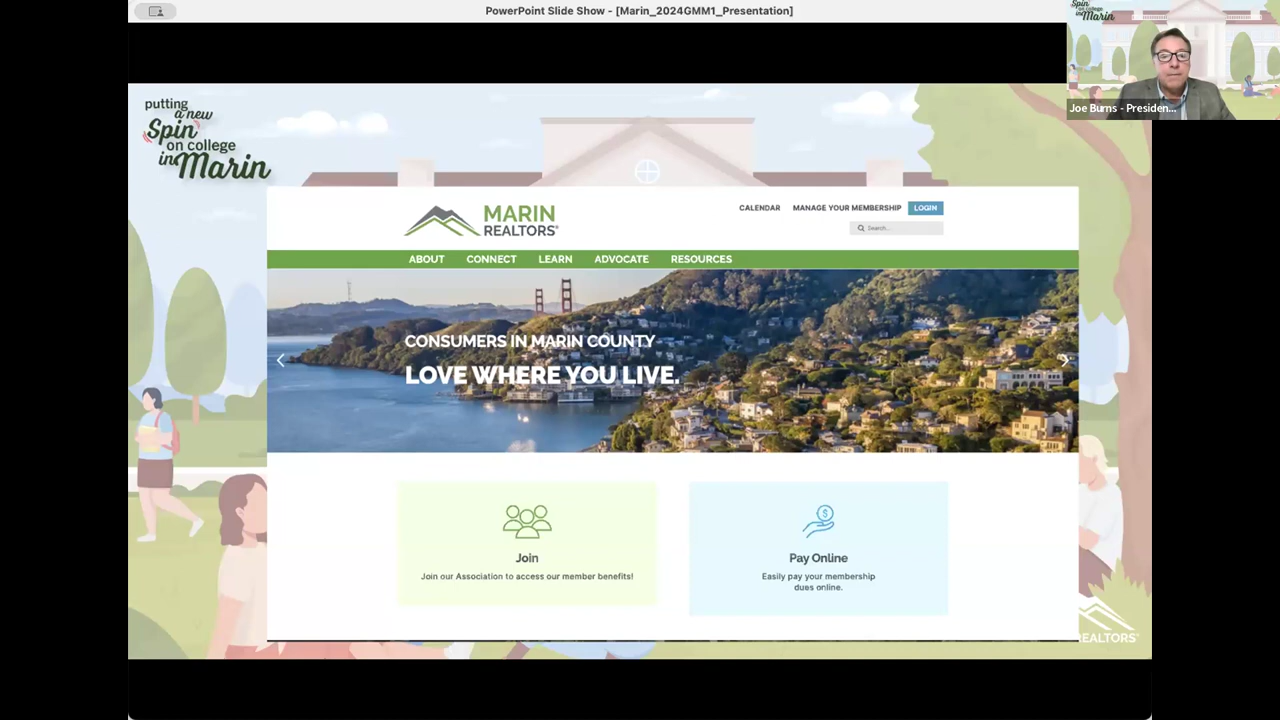 PowerPoint Slide Show - [Marin_2024GMM1_Presentation]
Spin
on college
in Marin
Joe Burns - Presiden...
putting
a new
Spin
on college
in Marin
MARIN
REALTORS®
CALENDAR
MANAGE YOUR MEMBERSHIP
LOGIN
Search...
ABOUT
CONNECT
LEARN
ADVOCATE
RESOURCES
CONSUMERS IN MARIN COUNTY
LOVE WHERE YOU LIVE.
Join
Join our Association to access our member benefits!
Pay Online
Easily pay your membership
dues online.
REALTORS®